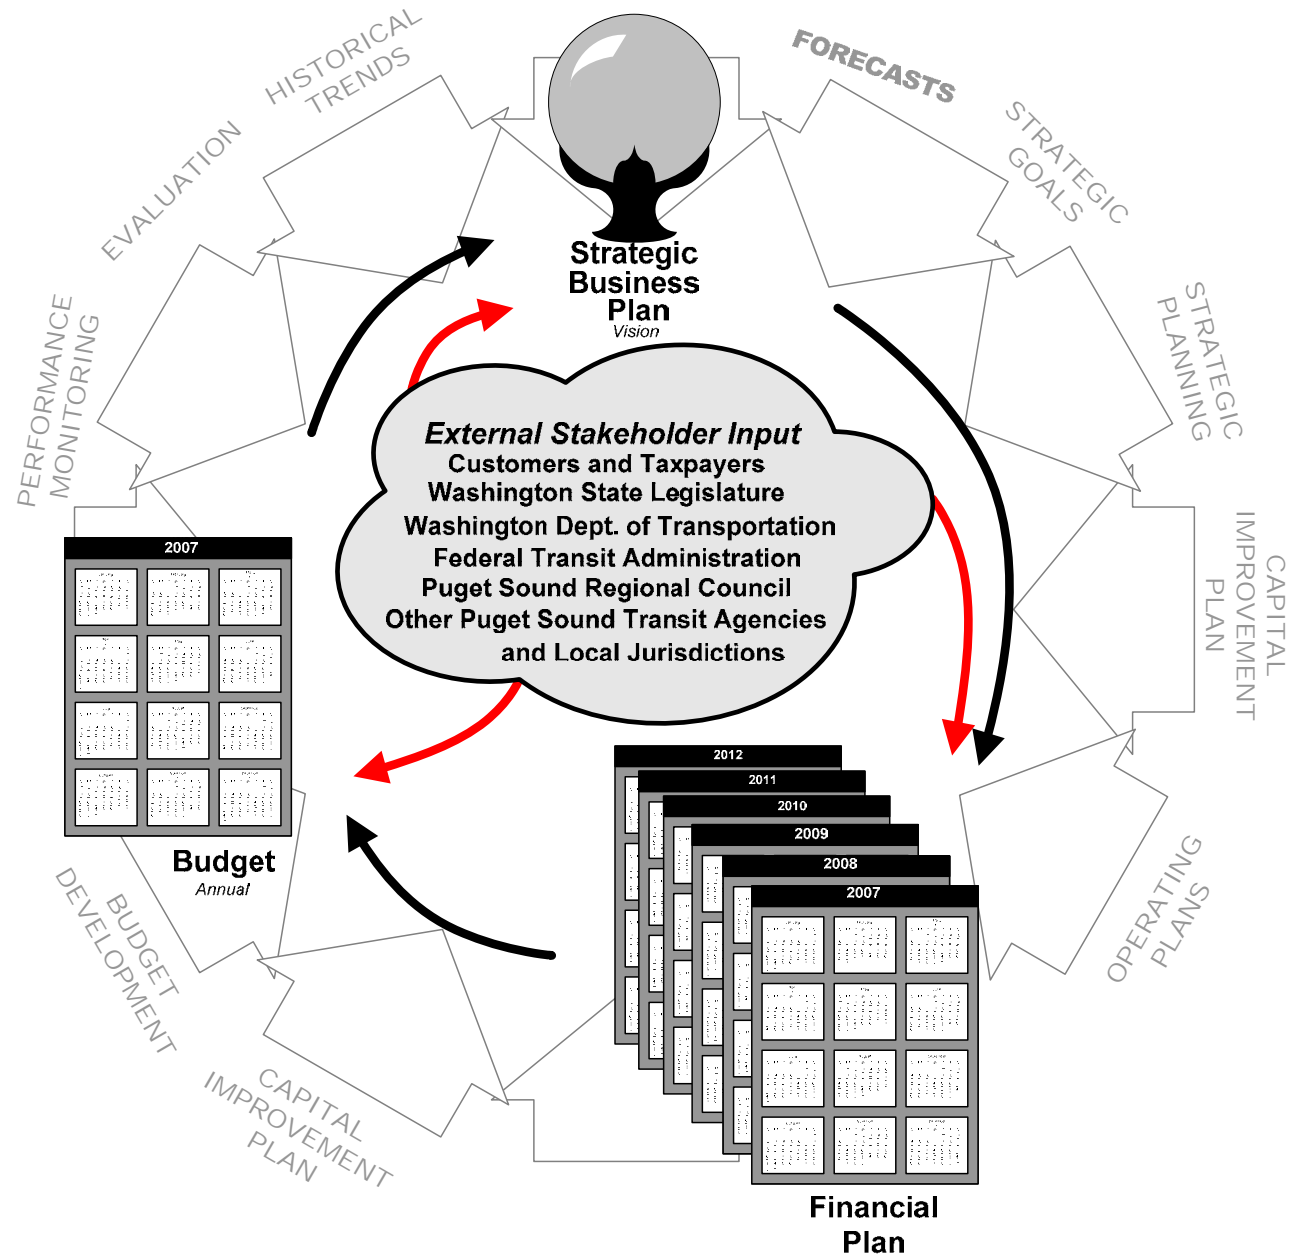 HISTORICAL
TRENDS
FORECASTS
STRATEGIC
GOALS
EVALUATION
STRATEGIC
PLANNING
PERFORMANCE
MONITORING
Strategic
Business
Plan
Vision
External Stakeholder Input
Customers and Taxpayers
Washington State Legislature
Washington Dept. of Transportation
Federal Transit Administration
Puget Sound Regional Council
Other Puget Sound Transit Agencies
and Local Jurisdictions
CAPITAL
IMPROVEMENT
PLAN
2007
Budget
Annual
2012
2011
2010
2009
2008
2007
Financial
Plan
OPERATING
PLANS
BUDGET
DEVELOPMENT
CAPITAL
IMPROVEMENT
PLAN